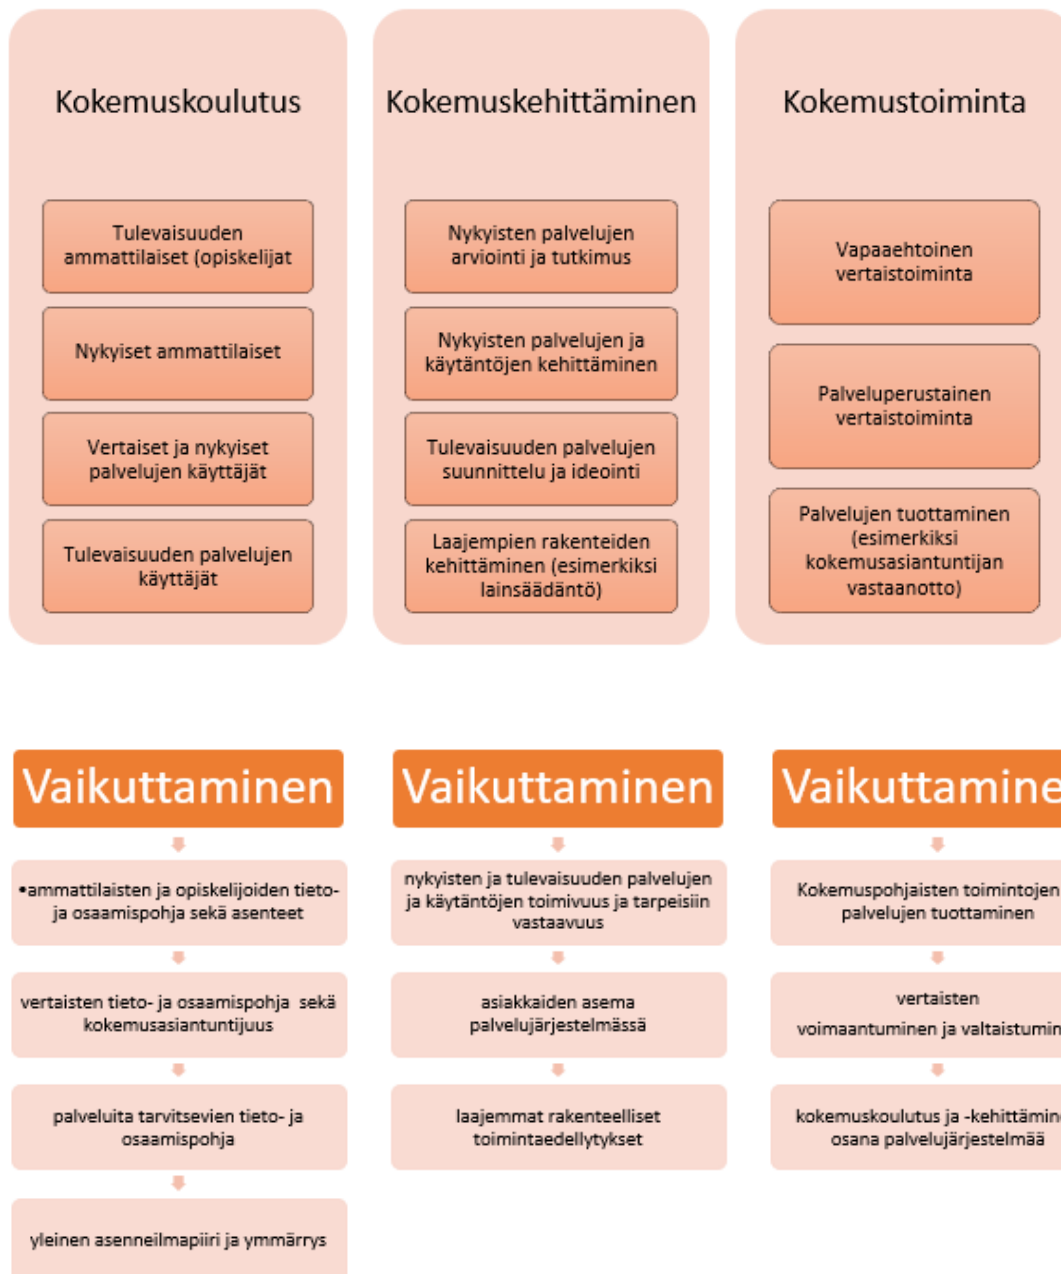 Kokemuskoulutus
Tulevaisuuden
ammattilaiset (opiskelijat
Nykyiset ammattilaiset
Vertaiset ja nykyiset
palvelujen käyttäjät
Tulevaisuuden palvelujen
käyttäjät
Kokemuskehittäminen
Nykyisten palvelujen
arviointi ja tutkimus
Nykyisten palvelujen ja
käytäntöjen kehittäminen
Tulevaisuuden palvelujen
suunnittelu ja ideointi
Laajempien rakenteiden
kehittäminen (esimerkiksi
lainsäädäntö)
Kokemustoiminta
Vapaaehtoinen
vertaistoiminta
Palveluperustainen
vertaistoiminta
Palvelujen tuottaminen
(esimerkiksi
kokemusasiantuntijan
vastaanotto)
Vaikuttaminen
•ammattilaisten ja opiskelijoiden tieto-
ja osaamispohja sekä asenteet
vertaisten tieto- ja osaamispohja sekä
kokemusasiantuntijuus
palveluita tarvitsevien tieto- ja
osaamispohja
yleinen asenneilmapiiri ja ymmärrys
Vaikuttaminen
nykyisten ja tulevaisuuden palvelujen
ja käytäntöjen toimivuus ja tarpeisiin
vastaavuus
asiakkaiden asema
palvelujärjestelmässä
laajemmat rakenteelliset
toimintaedellytykset
Vaikuttamine
Kokemuspohjaisten toimintojen
palvelujen tuottaminen
vertaisten
voimaantuminen ja valtaistumin
kokemuskoulutus ja -kehittämine
osana palvelujärjestelmää